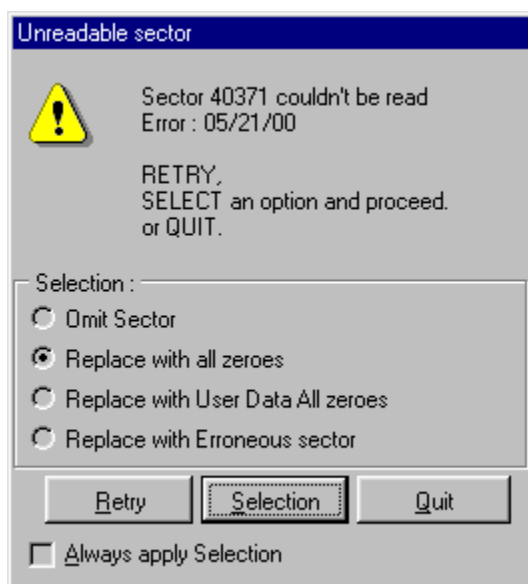 Unreadable sector
Sector 40371 couldn't be read
Error : 05/21/00
RETRY,
SELECT an option and proceed.
or QUIT.
Selection :
Omit Sector
Replace with all zeroes
Replace with User Data All zeroes
Replace with Erroneous sector
Retry Selection Quit
Always apply Selection